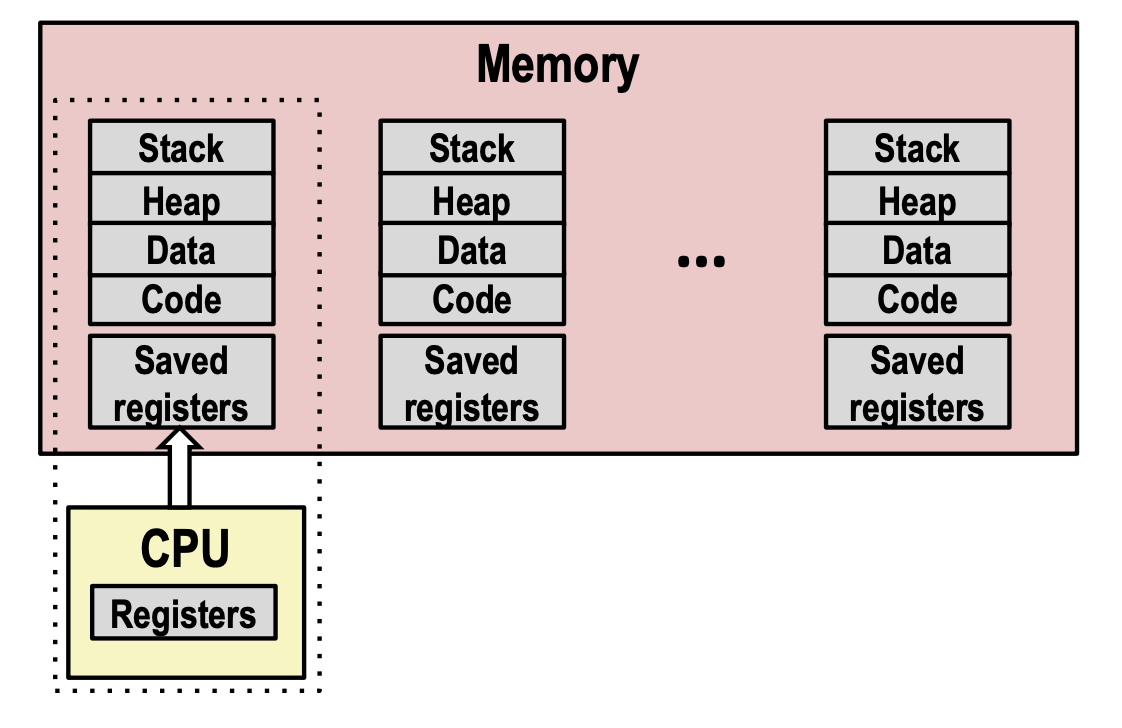 Memory
Stack
Heap
Data
Code
Saved
registers
Stack
Heap
Data
Code
Saved
registers
...
Stack
Heap
Data
Code
Saved
registers
CPU
Registers